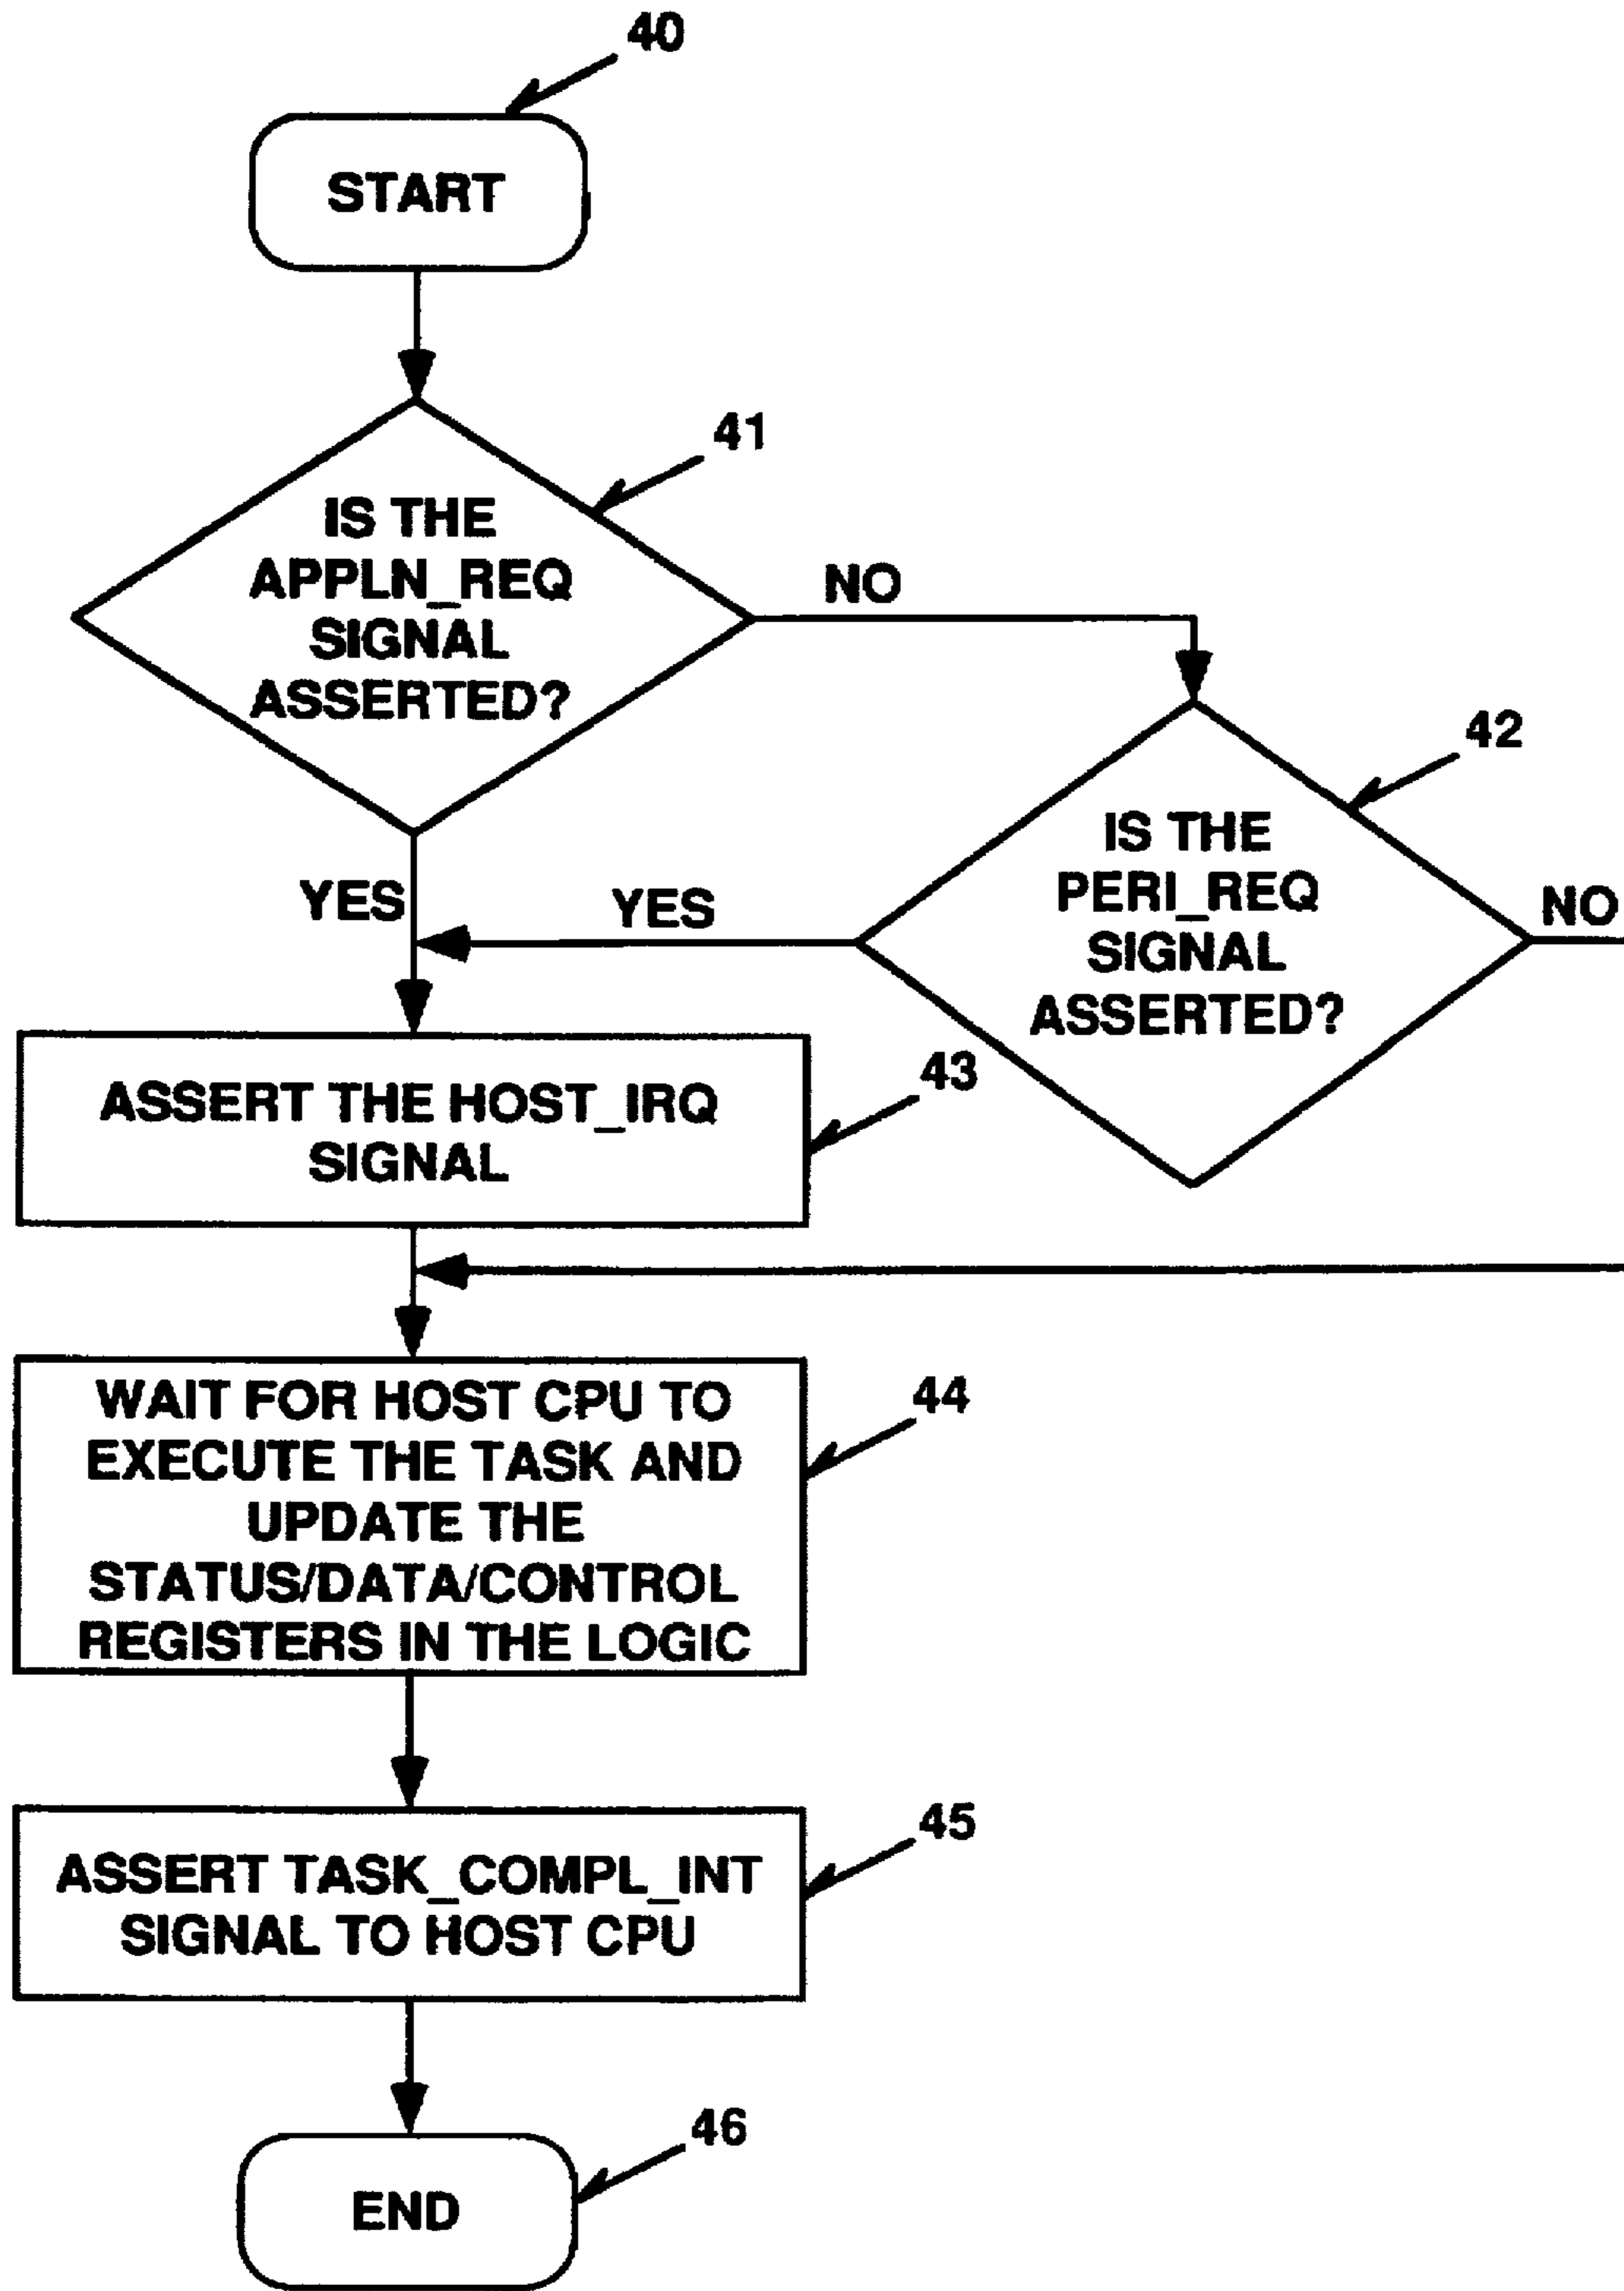 40
START
41
IS THE
APPLN_REQ
SIGNAL
ASSERTED?
NO
42
IS THE
PERI_REQ
SIGNAL
ASSERTED?
NO
YES
YES
43
ASSERT THE HOST_IRQ
SIGNAL
44
WAIT FOR HOST CPU TO
EXECUTE THE TASK AND
UPDATE THE
STATUS/DATA/CONTROL
REGISTERS IN THE LOGIC
45
ASSERT TASK_COMPL_INT
SIGNAL TO HOST CPU
46
END